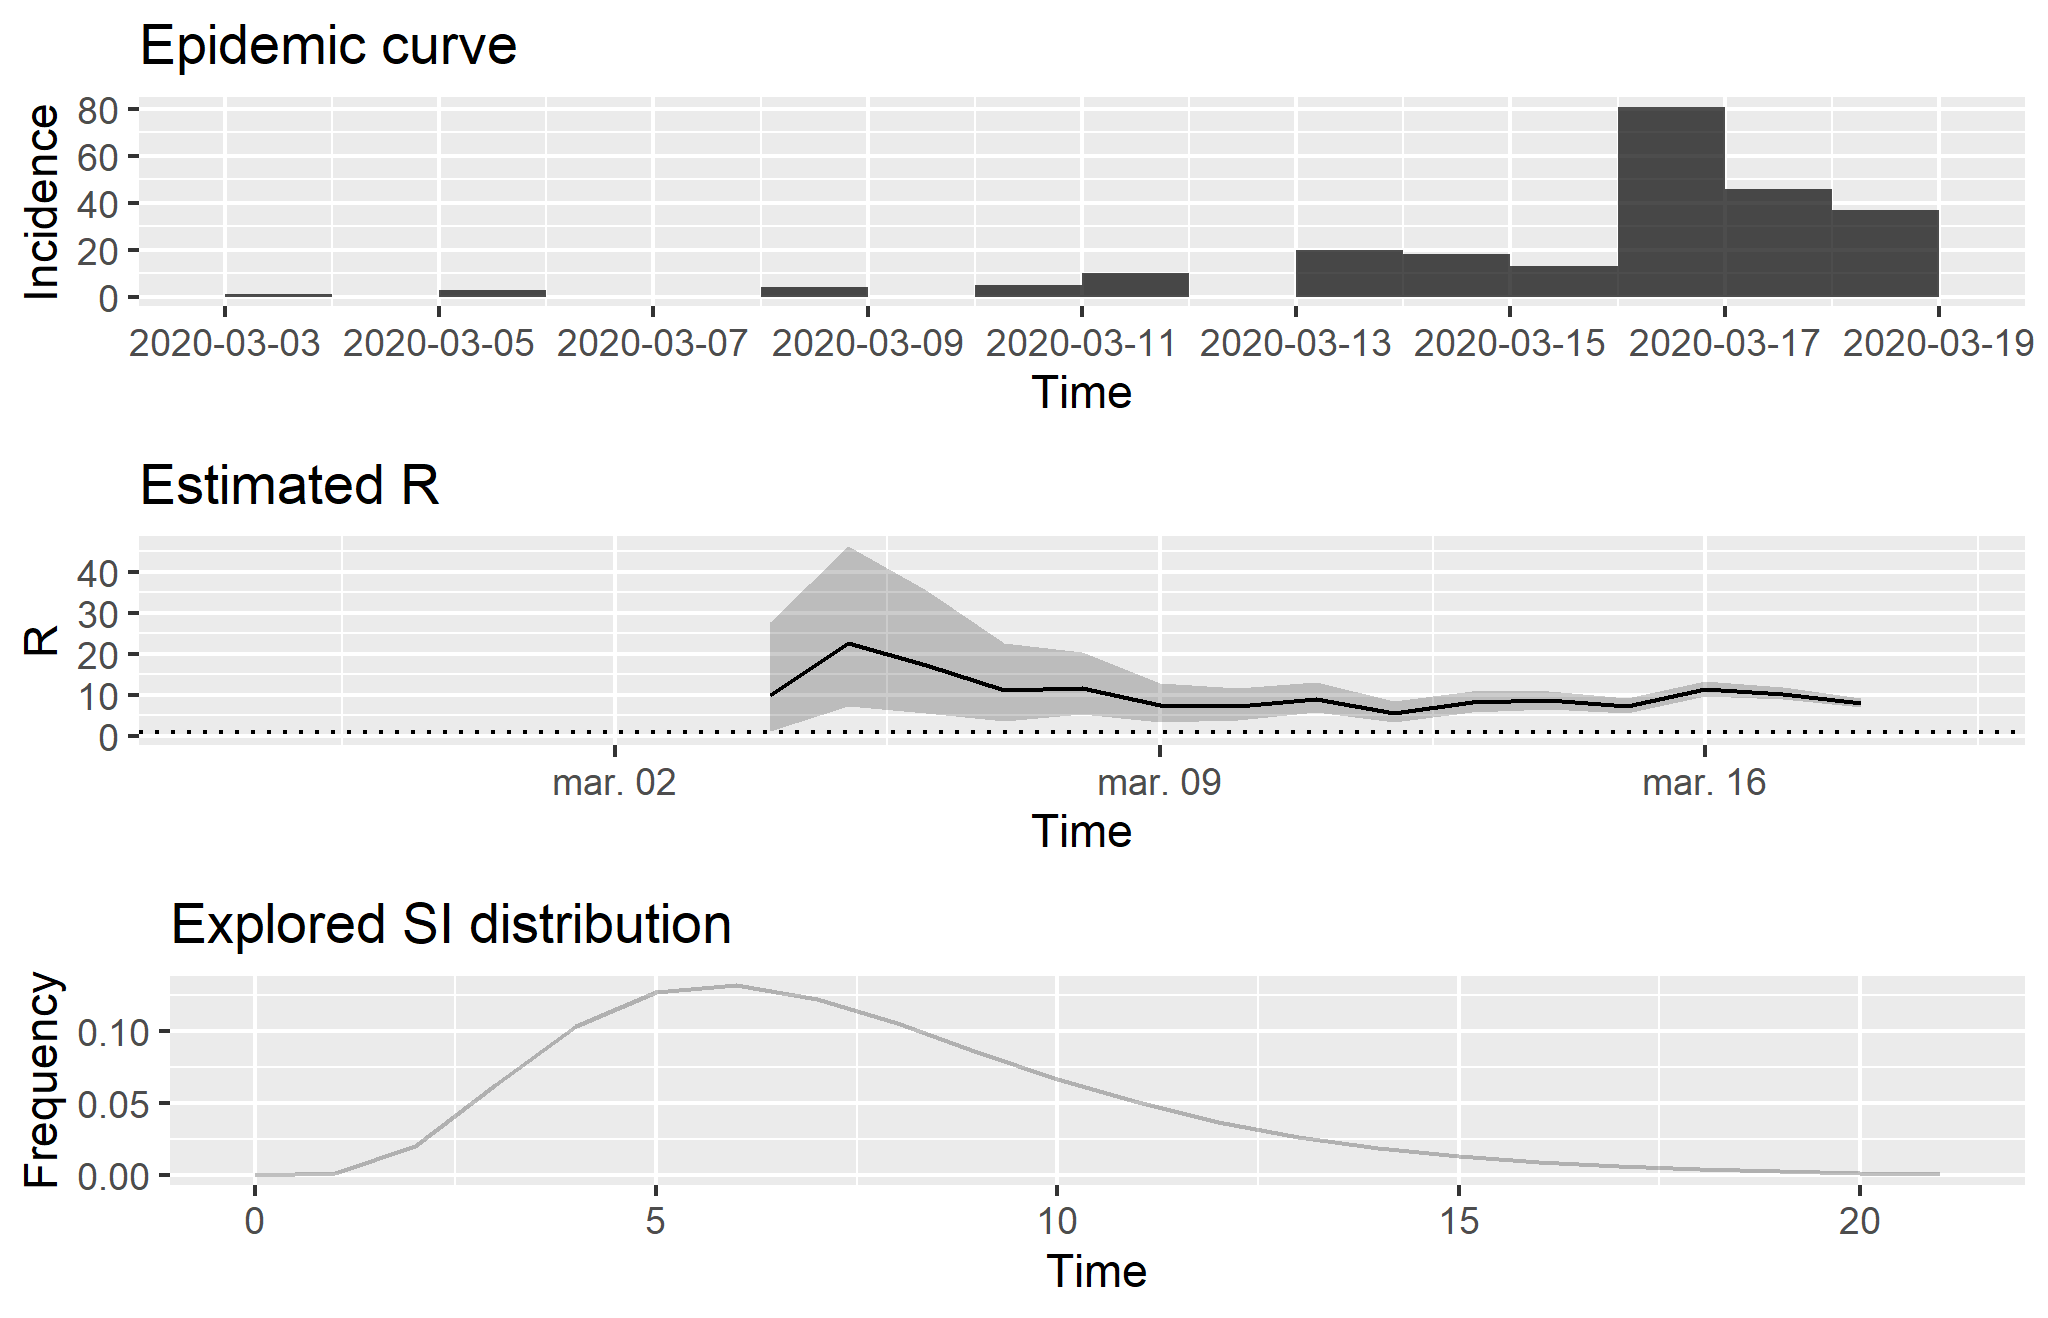 Epidemic curve
Incidence
80
60
40
20
0
2020-03-03 2020-03-05 2020-03-07 2020-03-09 2020-03-11 2020-03-13 2020-03-15 2020-03-17 2020-03-19
Time
Estimated R
R
40
30
20
10
0
mar. 02 mar. 09 mar. 16
Time
Explored SI distribution
Frequency
0.10
0.05
0.00
0 5 10 15 20
Time